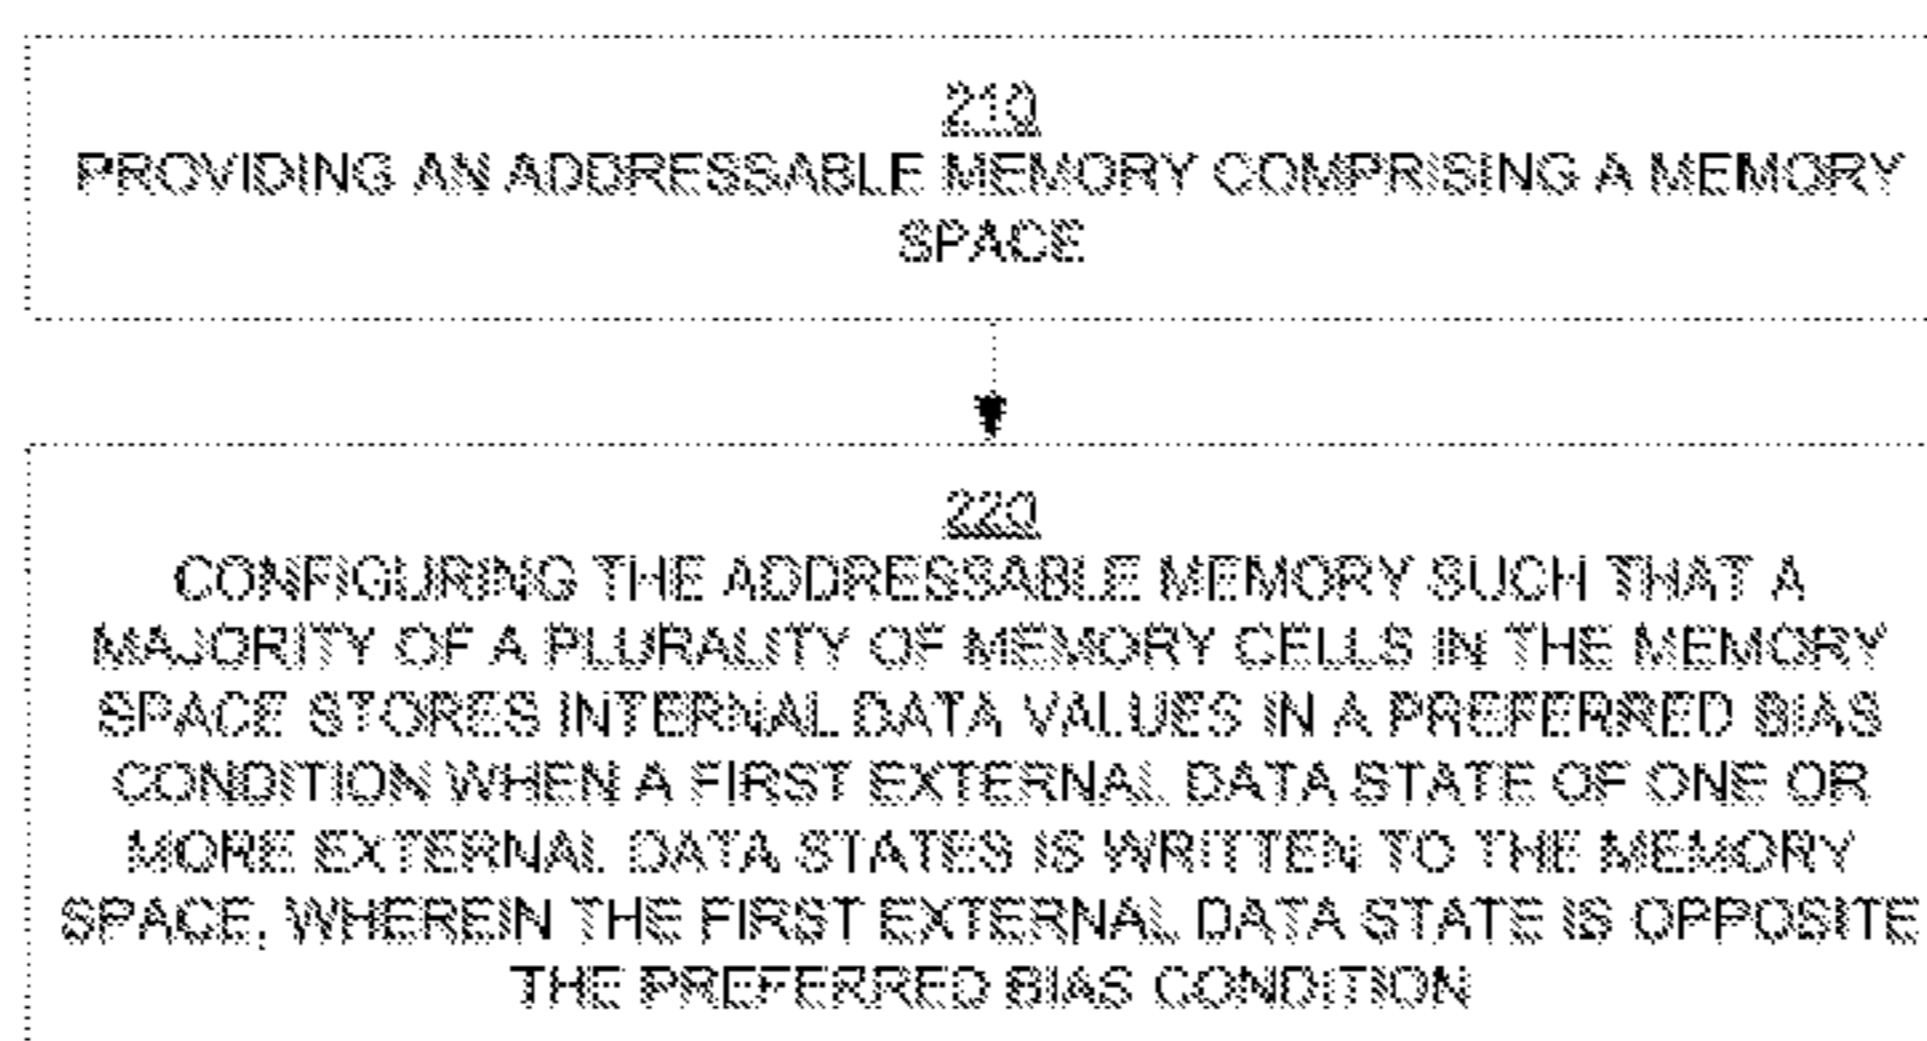 210
PROVIDING AN ADDRESSABLE MEMORY COMPRISING A MEMORY
SPACE
220
CONFIGURING THE ADDRESSABLE MEMORY SUCH THAT A
MAJORITY OF A PLURALITY OF MEMORY CELLS IN THE MEMORY
SPACE STORES INTERNAL DATA VALUES IN A PREFERRED BIAS
CONDITION WHEN A FIRST EXTERNAL DATA STATE OF ONE OR
MORE EXTERNAL DATA STATES IS WRITTEN TO THE MEMORY
SPACE, WHEREIN THE FIRST EXTERNAL DATA STATE IS OPPOSITE
THE PREFERRED BIAS CONDITION